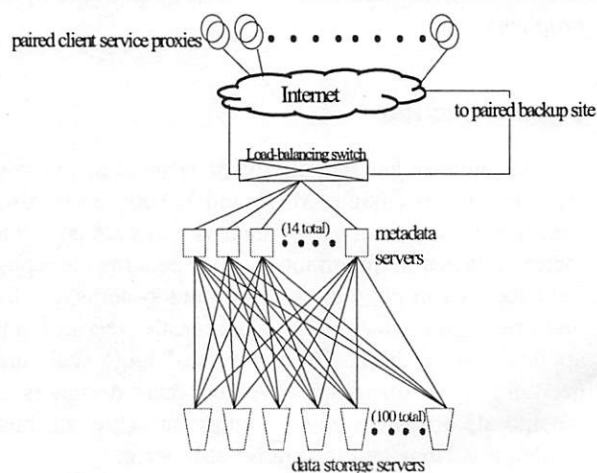 paired client service proxies
Internet
to paired backup site
Load-balancing switch
(14 total)
metadata
servers
(100 total)
data storage servers